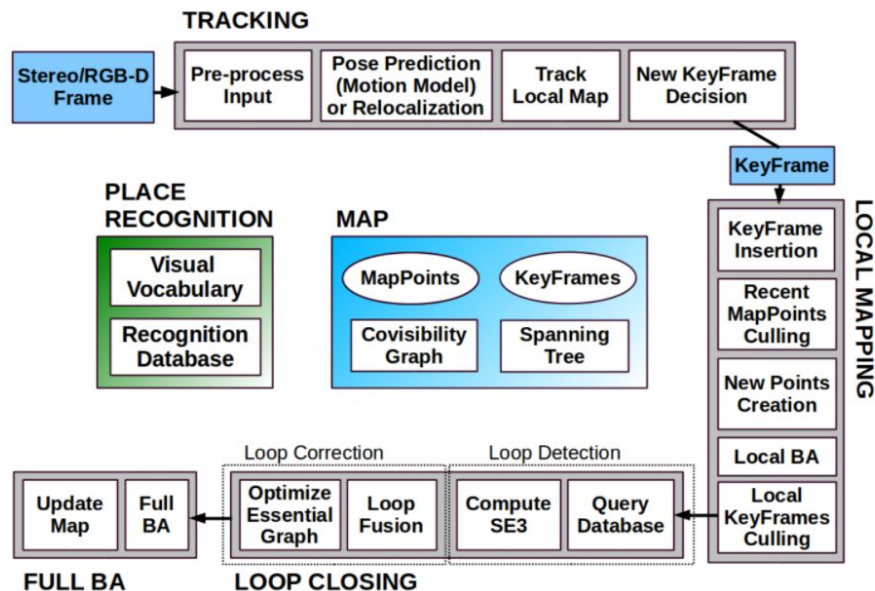 TRACKING
Stereo/RGB-D
Frame
Pre-process
Input
Pose Prediction
(Motion Model)
or Relocalization
Track
Local Map
New KeyFrame
Decision
KeyFrame
PLACE
RECOGNITION
Visual
Vocabulary
Recognition
Database
MAP
MapPoints
KeyFrames
Covisibility
Graph
Spanning
Tree
LOCAL MAPPING
KeyFrame
Insertion
Recent
MapPoints
Culling
New Points
Creation
Local BA
Local
KeyFrames
Culling
Loop Correction
Loop Detection
Update
Map
Full
BA
Optimize
Essential
Graph
Loop
Fusion
Compute
SE3
Query
Database
FULL BA
LOOP CLOSING